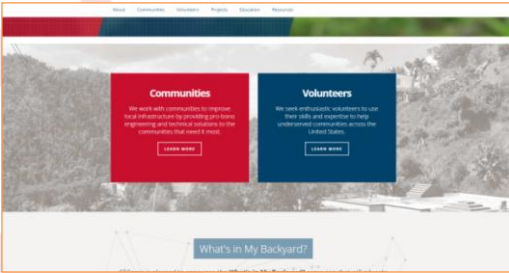 About Communities Volunteers Projects Education Resources
Communities
We work with communities to improve
local infrastructure by providing pro-bono
engineering and technical solutions to the
communities that need it most.
LEARN MORE
Volunteers
We seek enthusiastic volunteers to use
their skills and expertise to help
underserved communities across the
United States.
LEARN MORE
What's in My Backyard?